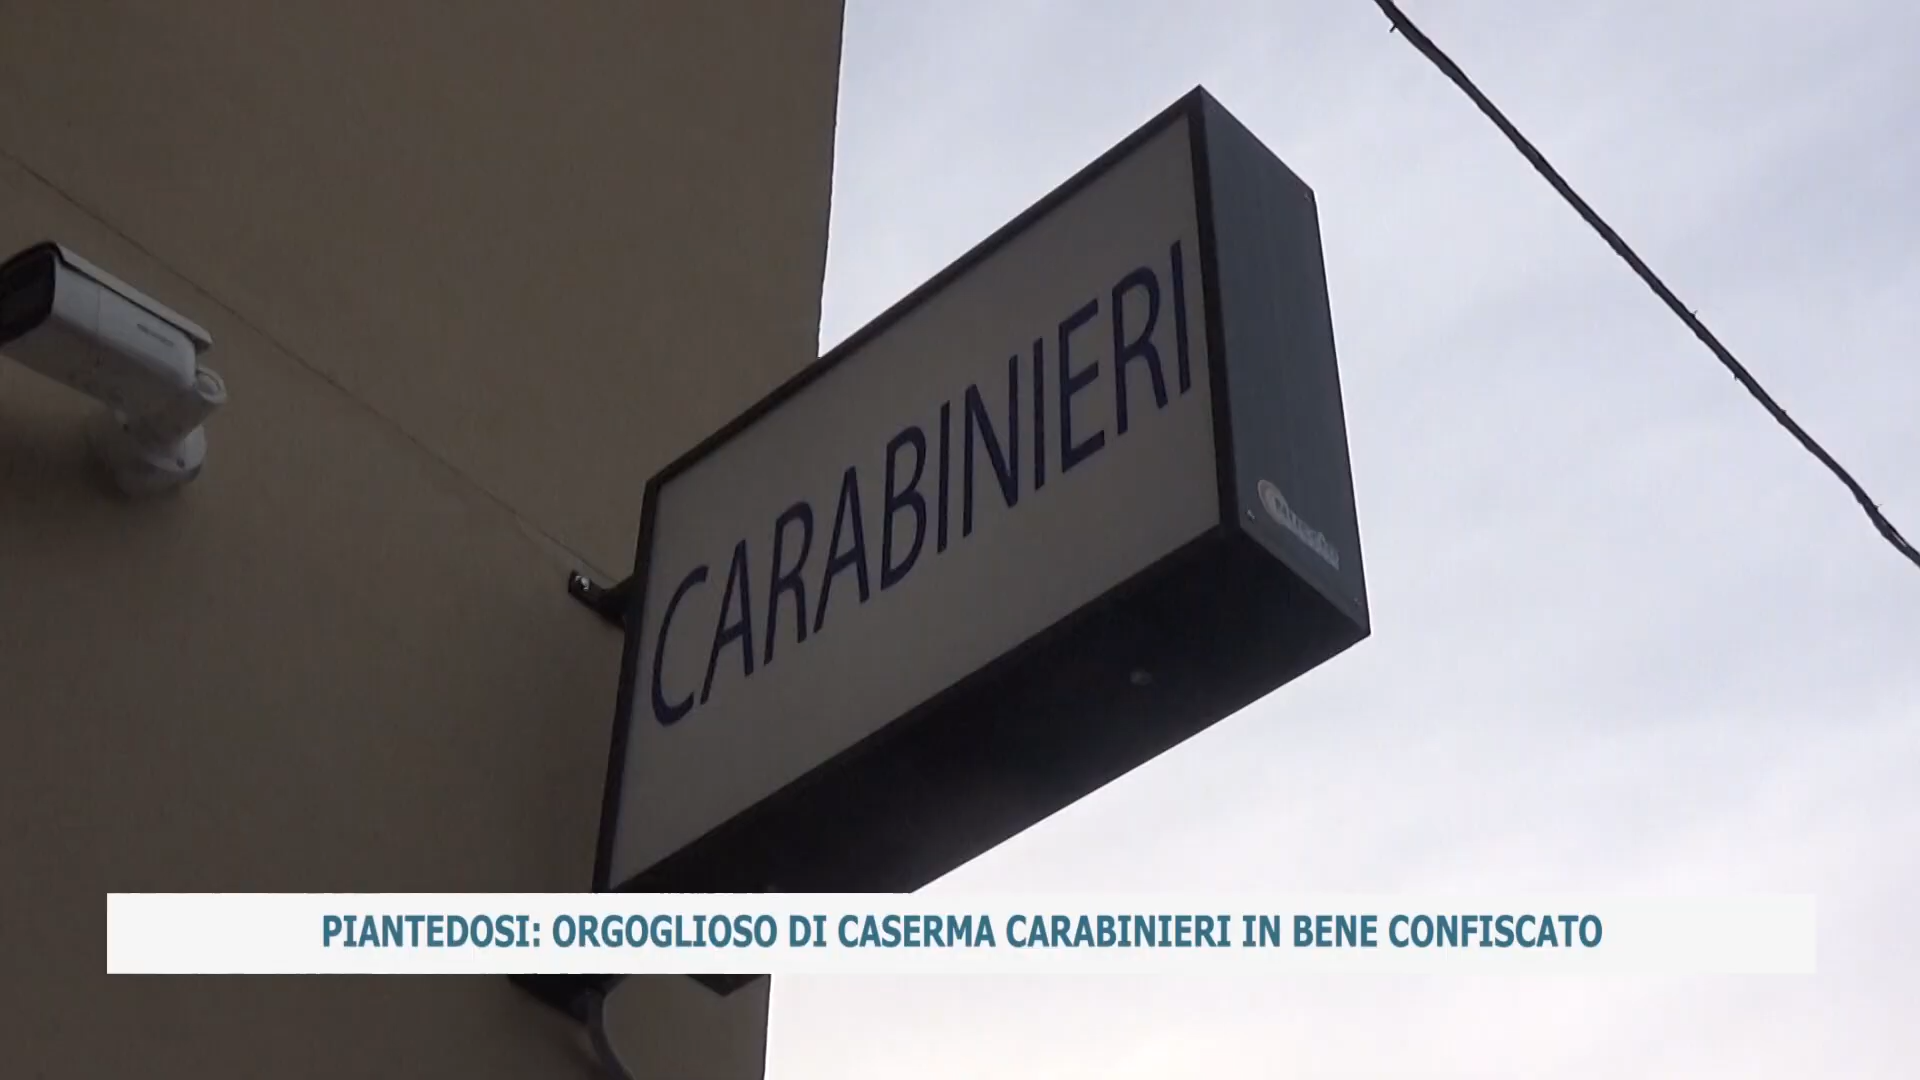 CARABINIERI
PIANTEDOSI: ORGOGLIOSO DI CASERMA CARABINIERI IN BENE CONFISCATO